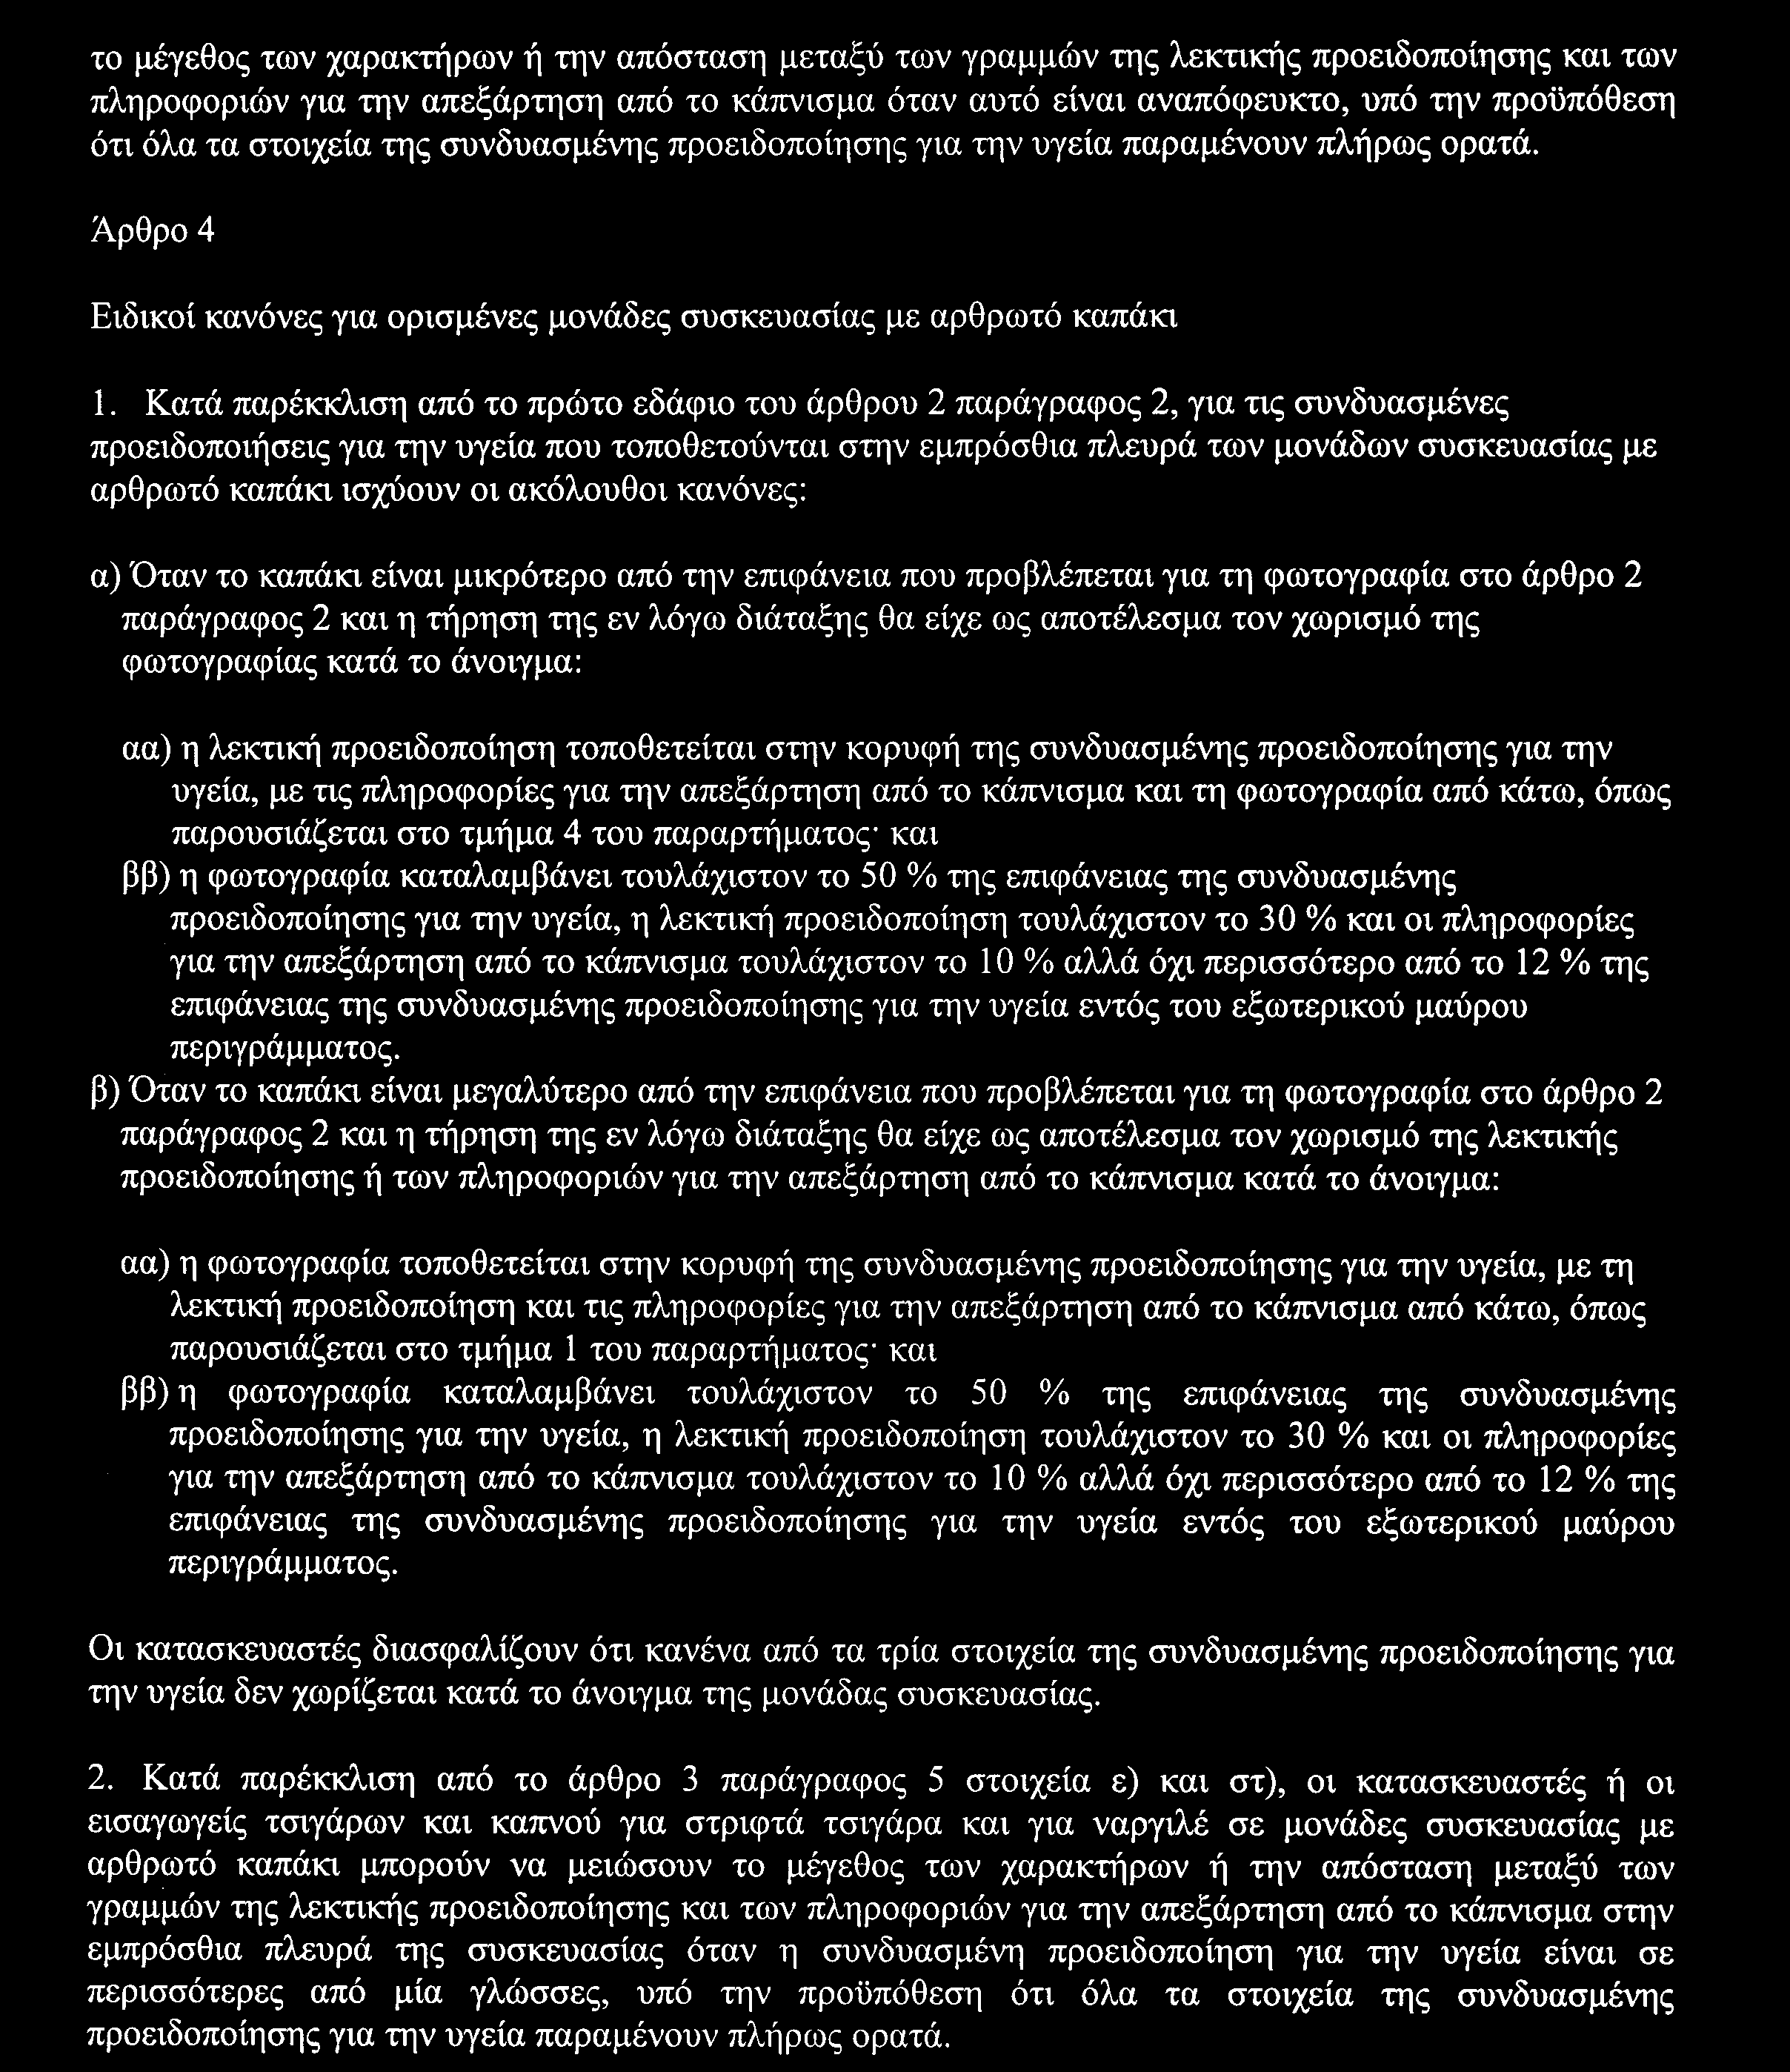 το μέγεθος των χαρακτήρων ή την απόσταση μεταξύ των γραμμών της λεκτικής προειδοποίησης και των
πληροφοριών για την απεξάρτηση από το κάπνισμα όταν αυτό είναι αναπόφευκτο, υπό την προϋπόθεση
ότι όλα τα στοιχεία της συνδυασμένης προειδοποίησης για την υγεία παραμένουν πλήρως ορατά.
Άρθρο 4
Ειδικοί κανόνες για ορισμένες μονάδες συσκευασίας με αρθρωτό καπάκι
1. Κατά παρέκκλιση από το πρώτο εδάφιο του άρθρου 2 παράγραφος 2, για τις συνδυασμένες
προειδοποιήσεις για την υγεία που τοποθετούνται στην εμπρόσθια πλευρά των μονάδων συσκευασίας με
αρθρωτό καπάκι ισχύουν οι ακόλουθοι κανόνες:
α) Όταν το καπάκι είναι μικρότερο από την επιφάνεια που προβλέπεται για τη φωτογραφία στο άρθρο 2
παράγραφος 2 και η τήρηση της εν λόγω διάταξης θα είχε ως αποτέλεσμα τον χωρισμό της
φωτογραφίας κατά το άνοιγμα:
αα) η λεκτική προειδοποίηση τοποθετείται στην κορυφή της συνδυασμένης προειδοποίησης για την
υγεία, με τις πληροφορίες για την απεξάρτηση από το κάπνισμα και τη φωτογραφία από κάτω, όπως
παρουσιάζεται στο τμήμα 4 του παραρτήματος· και
ββ) η φωτογραφία καταλαμβάνει τουλάχιστον το 50 % της επιφάνειας της συνδυασμένης
προειδοποίησης για την υγεία, η λεκτική προειδοποίηση τουλάχιστον το 30 % και οι πληροφορίες
για την απεξάρτηση από το κάπνισμα τουλάχιστον το 10 % αλλά όχι περισσότερο από το 12 % της
επιφάνειας της συνδυασμένης προειδοποίησης για την υγεία εντός του εξωτερικού μαύρου
περιγράμματος.
β) Όταν το καπάκι είναι μεγαλύτερο από την επιφάνεια που προβλέπεται για τη φωτογραφία στο άρθρο 2
παράγραφος 2 και η τήρηση της εν λόγω διάταξης θα είχε ως αποτέλεσμα τον χωρισμό της λεκτικής
προειδοποίησης ή των πληροφοριών για την απεξάρτηση από το κάπνισμα κατά το άνοιγμα:
αα) η φωτογραφία τοποθετείται στην κορυφή της συνδυασμένης προειδοποίησης για την υγεία, με τη
λεκτική προειδοποίηση και τις πληροφορίες για την απεξάρτηση από το κάπνισμα από κάτω, όπως
παρουσιάζεται στο τμήμα 1 του παραρτήματος· και
ββ) η φωτογραφία καταλαμβάνει τουλάχιστον το 50 % της επιφάνειας της συνδυασμένης
προειδοποίησης για την υγεία, η λεκτική προειδοποίηση τουλάχιστον το 30 % και οι πληροφορίες
για την απεξάρτηση από το κάπνισμα τουλάχιστον το 10 % αλλά όχι περισσότερο από το 12 % της
επιφάνειας της συνδυασμένης προειδοποίησης για την υγεία εντός του εξωτερικού μαύρου
περιγράμματος.
Οι κατασκευαστές διασφαλίζουν ότι κανένα από τα τρία στοιχεία της συνδυασμένης προειδοποίησης για
την υγεία δεν χωρίζεται κατά το άνοιγμα της μονάδας συσκευασίας.
2. Κατά παρέκκλιση από το άρθρο 3 παράγραφος 5 στοιχεία ε) και στ), οι κατασκευαστές ή οι
εισαγωγείς τσιγάρων και καπνού για στριφτά τσιγάρα και για ναργιλέ σε μονάδες συσκευασίας με
αρθρωτό καπάκι μπορούν να μειώσουν το μέγεθος των χαρακτήρων ή την απόσταση μεταξύ των
γραμμών της λεκτικής προειδοποίησης και των πληροφοριών για την απεξάρτηση από το κάπνισμα στην
εμπρόσθια πλευρά της συσκευασίας όταν η συνδυασμένη προειδοποίηση για την υγεία είναι σε
περισσότερες από μία γλώσσες, υπό την προϋπόθεση ότι όλα τα στοιχεία της συνδυασμένης
προειδοποίησης για την υγεία παραμένουν πλήρως ορατά.